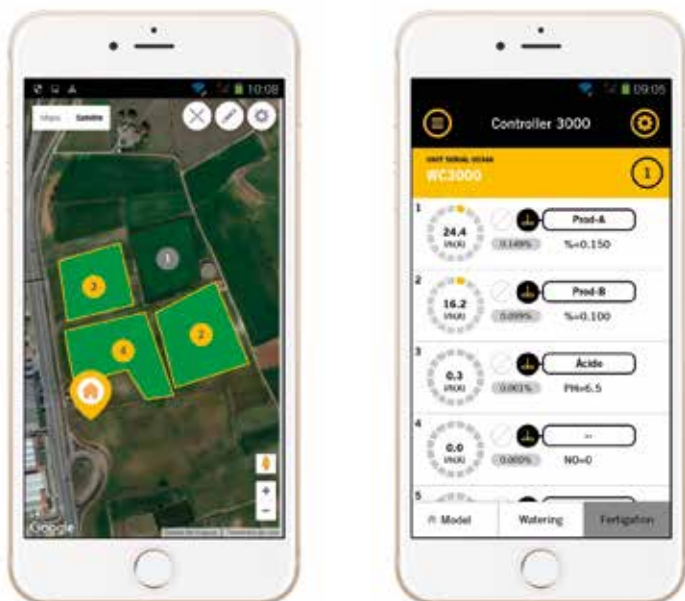 10:08
Mapa Satélite
1
3
2
4
+
−
Google
09:05
Controller 3000
WC3000
1
1
24.4
Prod-A
0.149%
%=0.150
2
16.2
Prod-B
0.099%
%=0.100
3
0.3
Ácido
0.001%
PH=6.5
4
0.0
--
0.000%
NO=0
5
Model
Watering
Fertigation